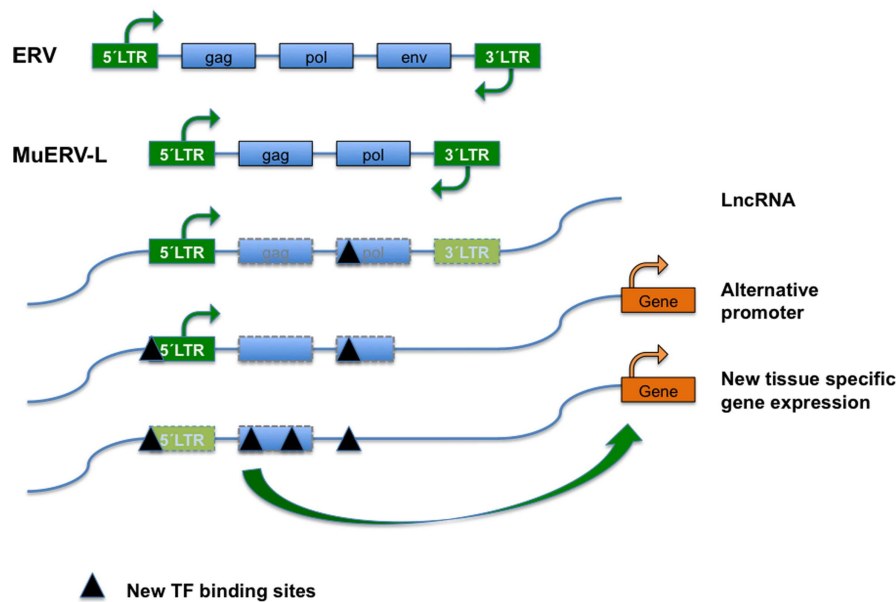 ERV 5´LTR gag pol env 3´LTR
MuERV-L 5´LTR gag pol 3´LTR
LncRNA
5´LTR gag pol 3´LTR
Alternative
promoter
Gene
5´LTR
New tissue specific
gene expression
Gene
5´LTR
New TF binding sites